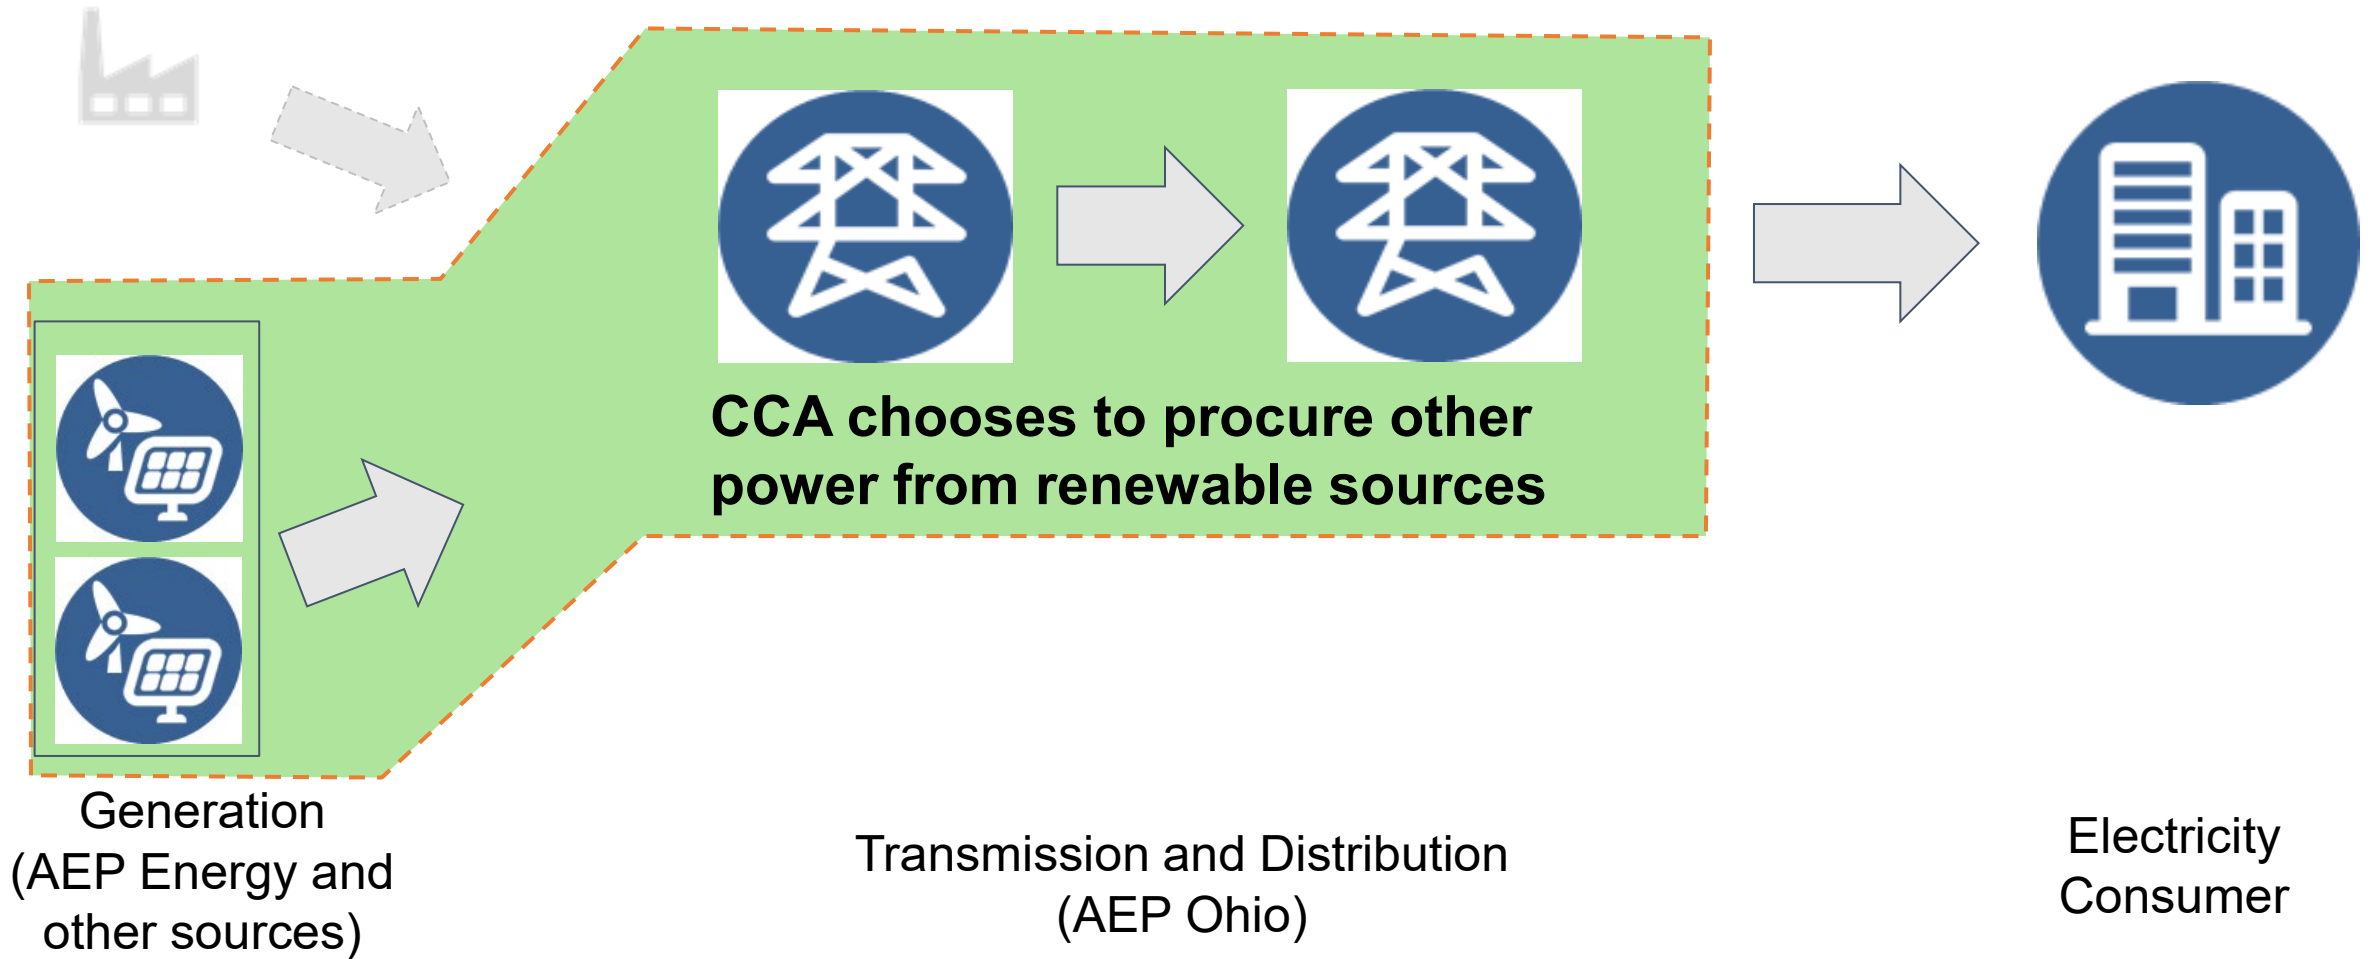 CCA chooses to procure other
power from renewable sources
Generation
(AEP Energy and
other sources)
Transmission and Distribution
(AEP Ohio)
Electricity
Consumer